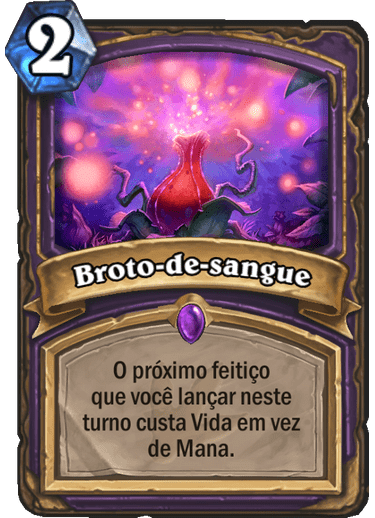 2
Broto-de-sangue
O próximo feitiço
que você lançar neste
turno custa Vida em vez
de Mana.